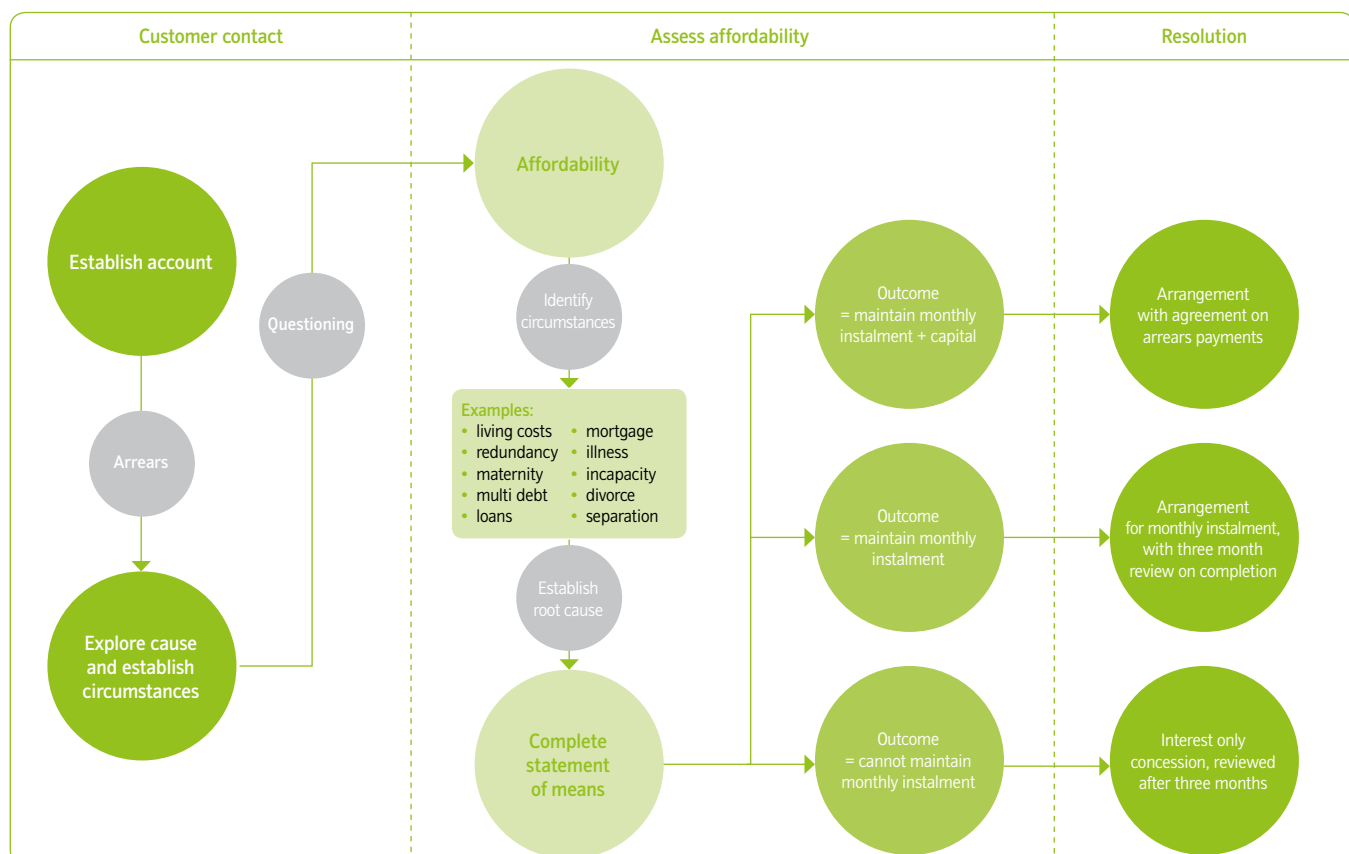 Customer contact
Assess affordability
Resolution
Establish account
Arrears
Explore cause
and establish
circumstances
Questioning
Affordability
Identify
circumstances
Examples:
• living costs
• redundancy
• maternity
• multi debt
• loans
• mortgage
• illness
• incapacity
• divorce
• separation
Establish
root cause
Complete
statement
of means
Outcome
= maintain monthly
instalment + capital
Outcome
= maintain monthly
instalment
Outcome
= cannot maintain
monthly instalment
Arrangement
with agreement on
arrears payments
Arrangement
for monthly instalment,
with three month
review on completion
Interest only
concession, reviewed
after three months